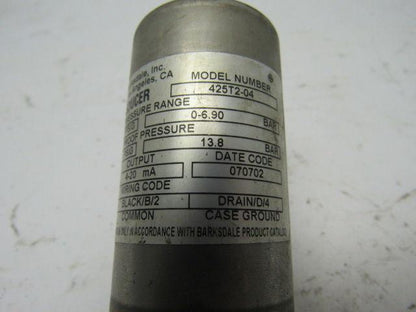 sdale, Inc.
ngeles, CA
MODEL NUMBER
425T2-04
DUCER
ESSURE RANGE
0-6.90 BAR
OOF PRESSURE
13.8 BAR
OUTPUT DATE CODE
4-20 mA 070702
WIRING CODE
BLACK/B/2 DRAIN/D/4
COMMON CASE GROUND
ONLY IN ACCORDANCE WITH BARKSDALE PRODUCT CATALOG